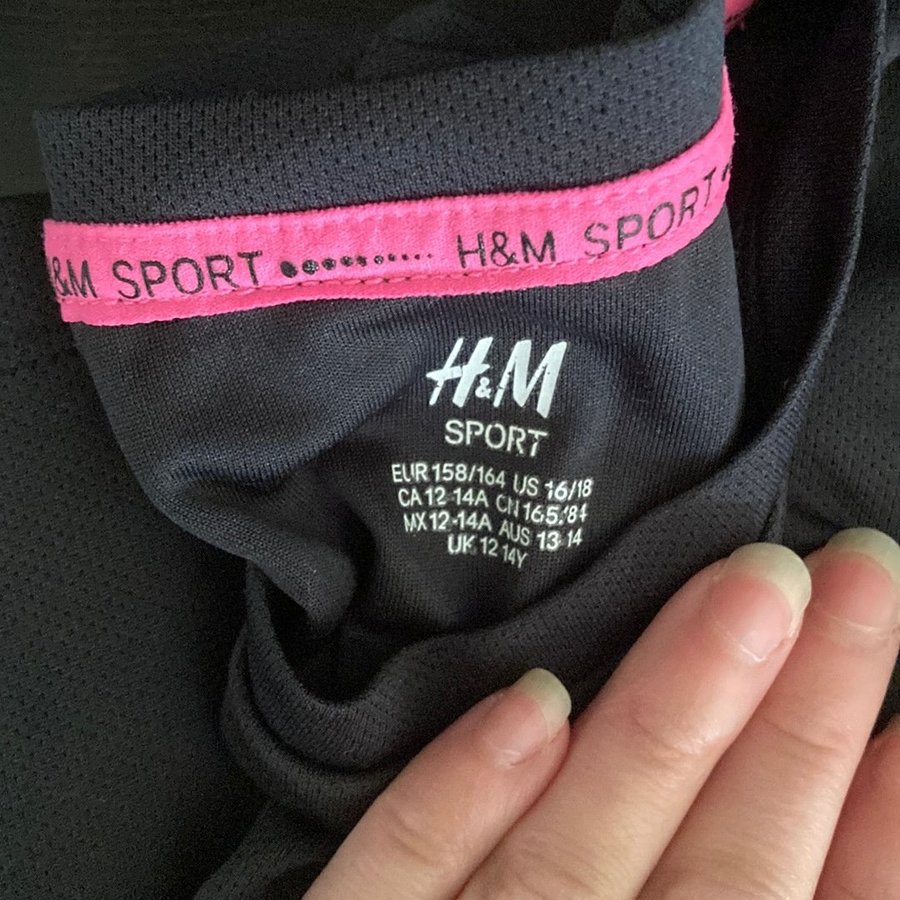 &M SPORT H&M SPORT
H&M
SPORT
EUR 158/164 US 16/18
CA 12-14A CN 165/84
MX 12-14A AUS 13-14
UK 12-14Y